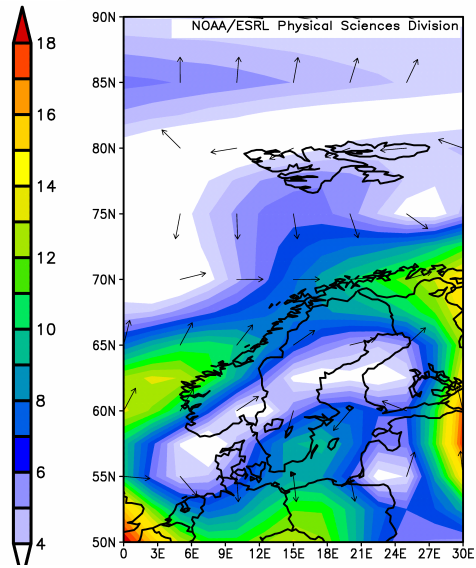 NOAA/ESRL Physical Sciences Division
90N
85N
80N
75N
70N
65N
60N
55N
50N
0 3E 6E 9E 12E 15E 18E 21E 24E 27E 30E
18
16
14
12
10
8
6
4